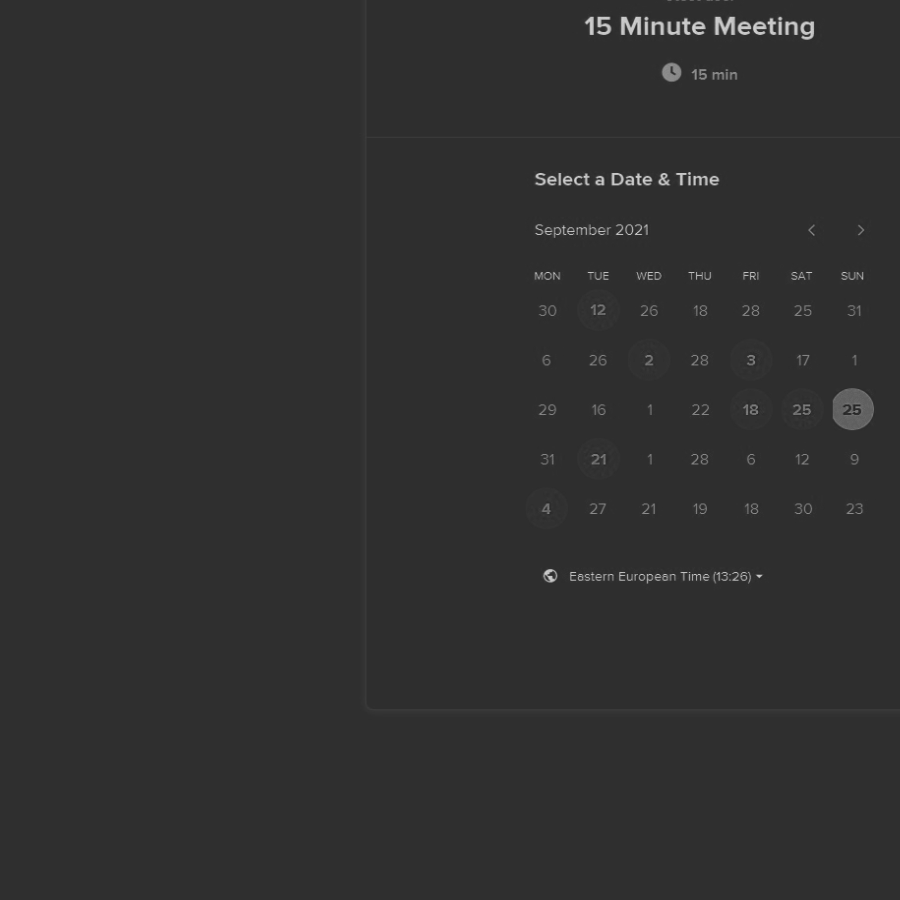 15 Minute Meeting
15 min
Select a Date & Time
September 2021
MON TUE WED THU FRI SAT SUN
30 12 26 18 28 25 31
6 26 2 28 3 17 1
29 16 1 22 18 25 25
31 21 1 28 6 12 9
4 27 21 19 18 30 23
Eastern European Time (13:26)